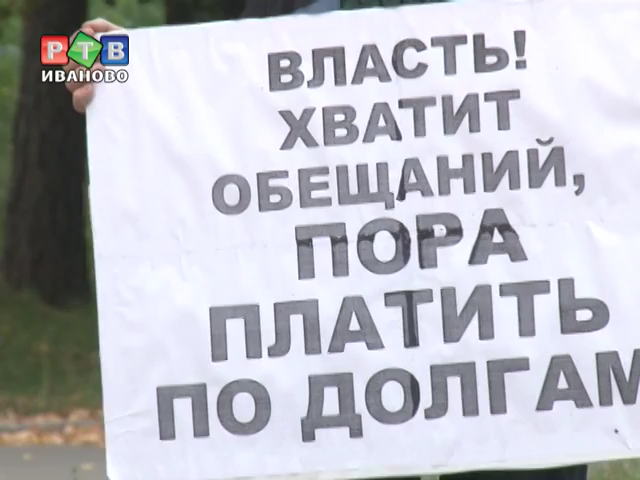 РТВ
ИВАНОВО
ВЛАСТЬ!
ХВАТИТ
ОБЕЩАНИЙ,
ПОРА
ПЛАТИТЬ
ПО ДОЛГАМ